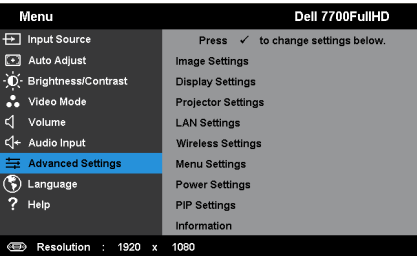 Menu Dell 7700FullHD
Input Source
Auto Adjust
Brightness/Contrast
Video Mode
Volume
Audio Input
Advanced Settings
Language
Help
Press ✓ to change settings below.
Image Settings
Display Settings
Projector Settings
LAN Settings
Wireless Settings
Menu Settings
Power Settings
PIP Settings
Information
Resolution : 1920 x 1080